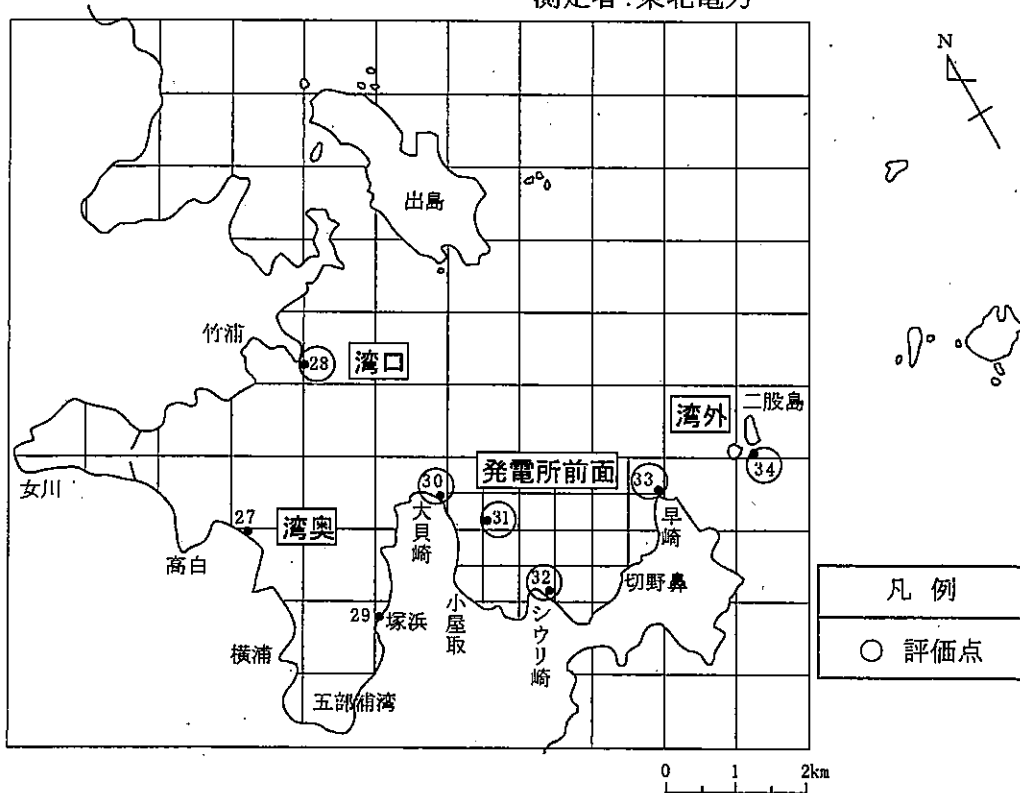 測定者:東北電力
N
出島
竹浦
28
湾口
湾外
二股島
34
発電所前面
女川
30
33
27
湾奥
大貝崎
31
早崎
高白
32
切野鼻
29
塚浜
小屋取
シウリ崎
横浦
五部浦湾
凡例
○ 評価点
0 1 2km